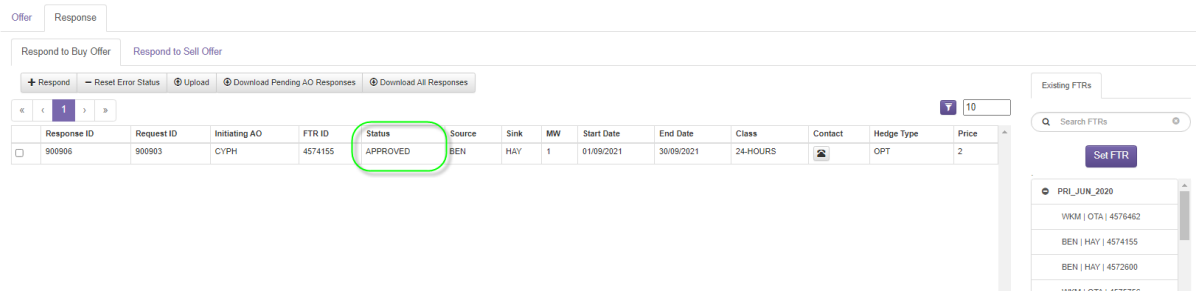 Offer Response
Respond to Buy Offer Respond to Sell Offer
+ Respond − Reset Error Status Upload Download Pending AO Responses Download All Responses
« ‹ 1 › » 10
Response ID Request ID Initiating AO FTR ID Status Source Sink MW Start Date End Date Class Contact Hedge Type Price
900906 900903 CYPH 4574155 APPROVED BEN HAY 1 01/09/2021 30/09/2021 24-HOURS OPT 2
Existing FTRs
Search FTRs
Set FTR
PRI_JUN_2020
WKM | OTA | 4576462
BEN | HAY | 4574155
BEN | HAY | 4572600